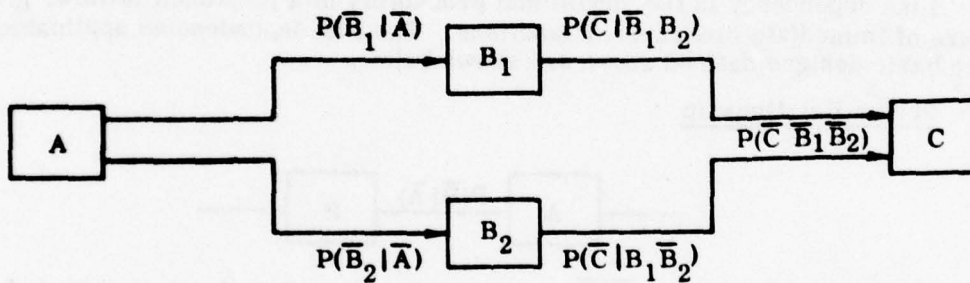 P(B̄₁|Ā) P(C̄|B̄₁B₂)
B₁
A
P(C̄ B̄₁B̄₂)
C
B₂
P(B̄₂|Ā) P(C̄|B₁B̄₂)